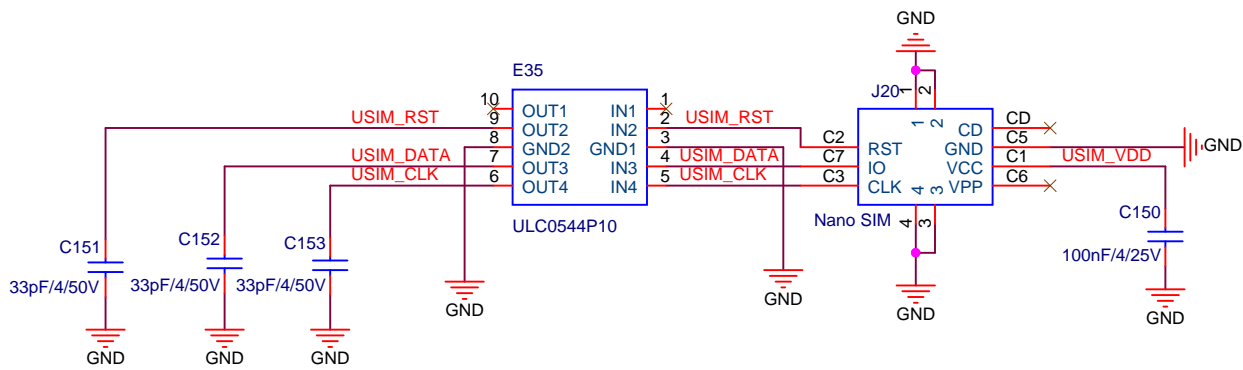 GND
E35
J20
1
2
10
OUT1
IN1
1
USIM_RST
9
OUT2
IN2
2
USIM_RST
1
2
CD
CD
8
GND2
GND1
3
C2
RST
GND
C5
GND
USIM_DATA
7
OUT3
IN3
4
USIM_DATA
C7
IO
VCC
C1
USIM_VDD
USIM_CLK
6
OUT4
IN4
5
USIM_CLK
C3
CLK
VPP
C6
4
3
ULC0544P10
Nano SIM
4
3
C150
C151
C152
C153
100nF/4/25V
33pF/4/50V
33pF/4/50V
33pF/4/50V
GND
GND
GND
GND
GND
GND
GND